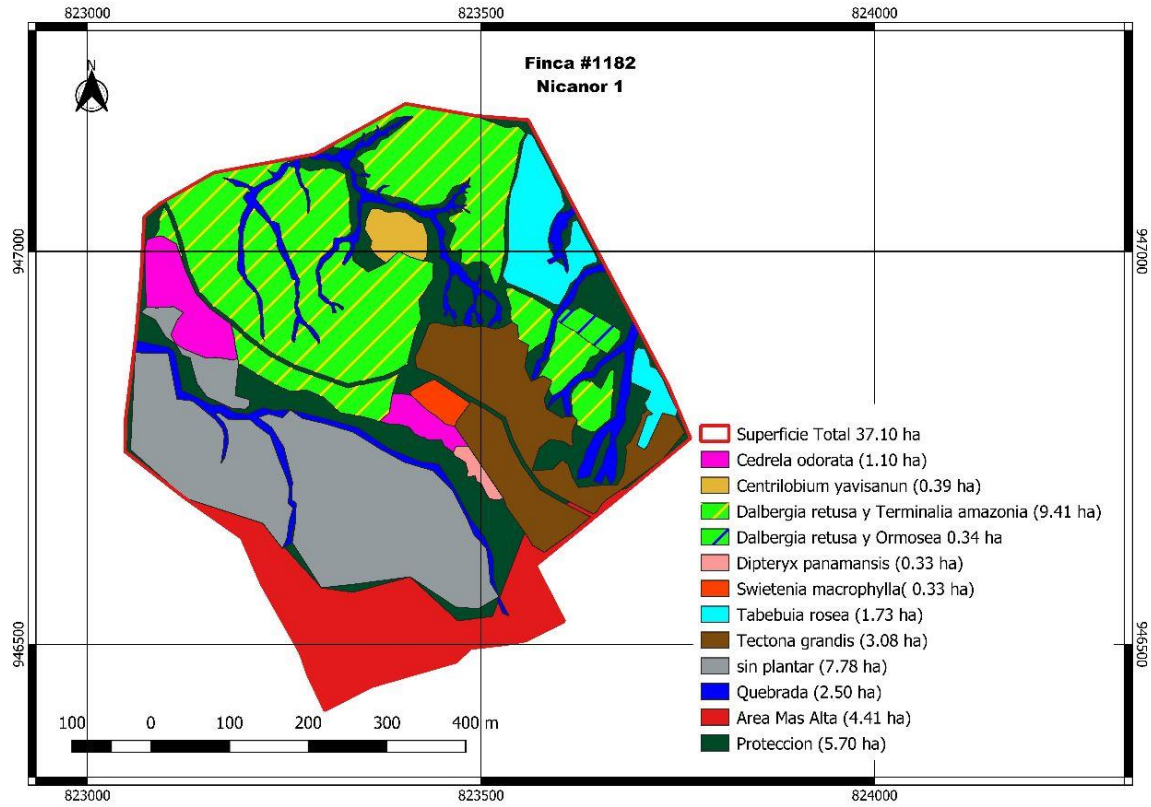 823000 823500 824000
Finca #1182
Nicanor 1
N
947000 947000
Superficie Total 37.10 ha
Cedrela odorata (1.10 ha)
Centrilobium yavisanun (0.39 ha)
Dalbergia retusa y Terminalia amazonia (9.41 ha)
Dalbergia retusa y Ormosea 0.34 ha
Dipteryx panamansis (0.33 ha)
Swietenia macrophylla( 0.33 ha)
Tabebuia rosea (1.73 ha)
Tectona grandis (3.08 ha)
sin plantar (7.78 ha)
Quebrada (2.50 ha)
Area Mas Alta (4.41 ha)
Proteccion (5.70 ha)
946500 946500
100 0 100 200 300 400 m
823000 823500 824000